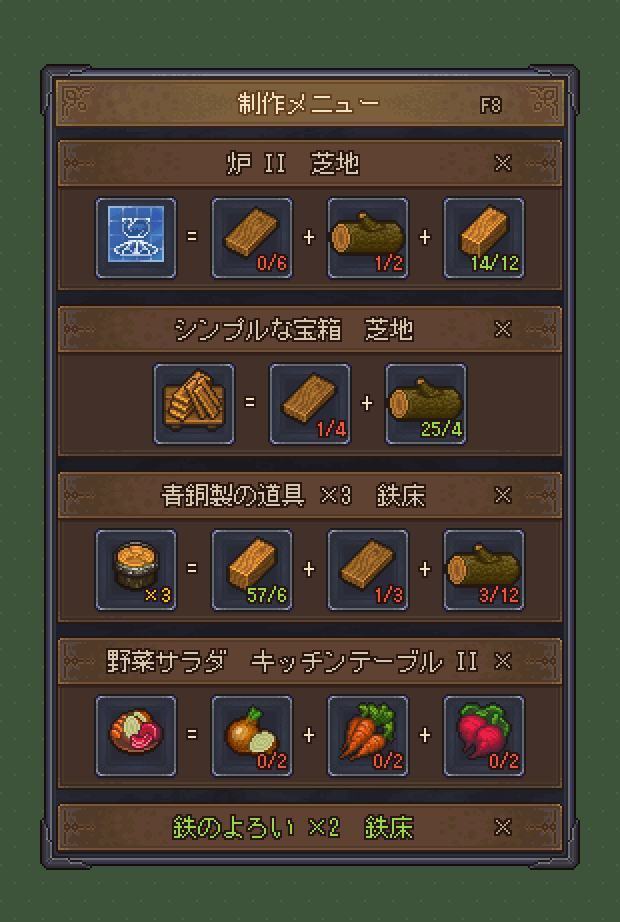 制作メニュー F8
炉 II 芝地 ×
= 0/6 + 1/2 + 14/12
シンプルな宝箱 芝地 ×
= 1/4 + 25/4
青銅製の道具 ×3 鉄床 ×
×3 = 57/6 + 1/3 + 3/12
野菜サラダ キッチンテーブル II ×
= 0/2 + 0/2 + 0/2
鉄のよろい ×2 鉄床 ×